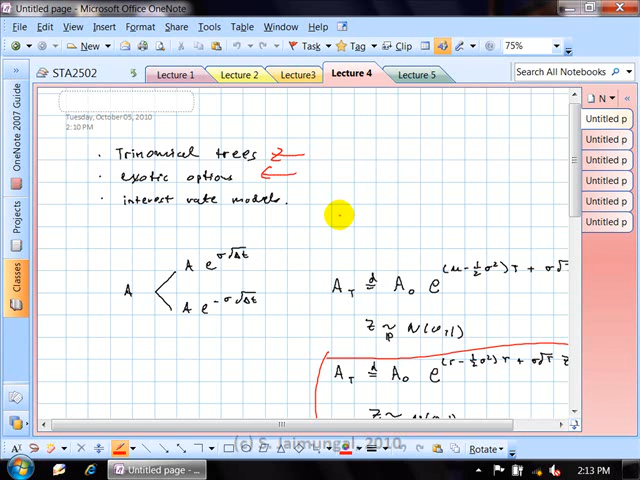 Untitled page - Microsoft Office OneNote
File Edit View Insert Format Share Tools Table Window Help
New Task Tag Clip 75%
STA2502 Lecture 1 Lecture 2 Lecture3 Lecture 4 Lecture 5 Search All Notebooks
OneNote 2007 Guide
Projects
Classes
N
Untitled p
Untitled p
Untitled p
Untitled p
Untitled p
Untitled p
Tuesday, October 05, 2010
2:10 PM
· Trinomical trees
· exotic options
· interest rate models.
A
A e^{σ√Δt}
A e^{-σ√Δt}
A_T =^d A_0 e^{(μ-½σ²)T + σ√T
Z ~_P N(0,1)
A_T =^d A_0 e^{(r-½σ²)T + σ√T Z
(c) S. Jaimungal, 2010
Rotate
Untitled page - ...
2:13 PM